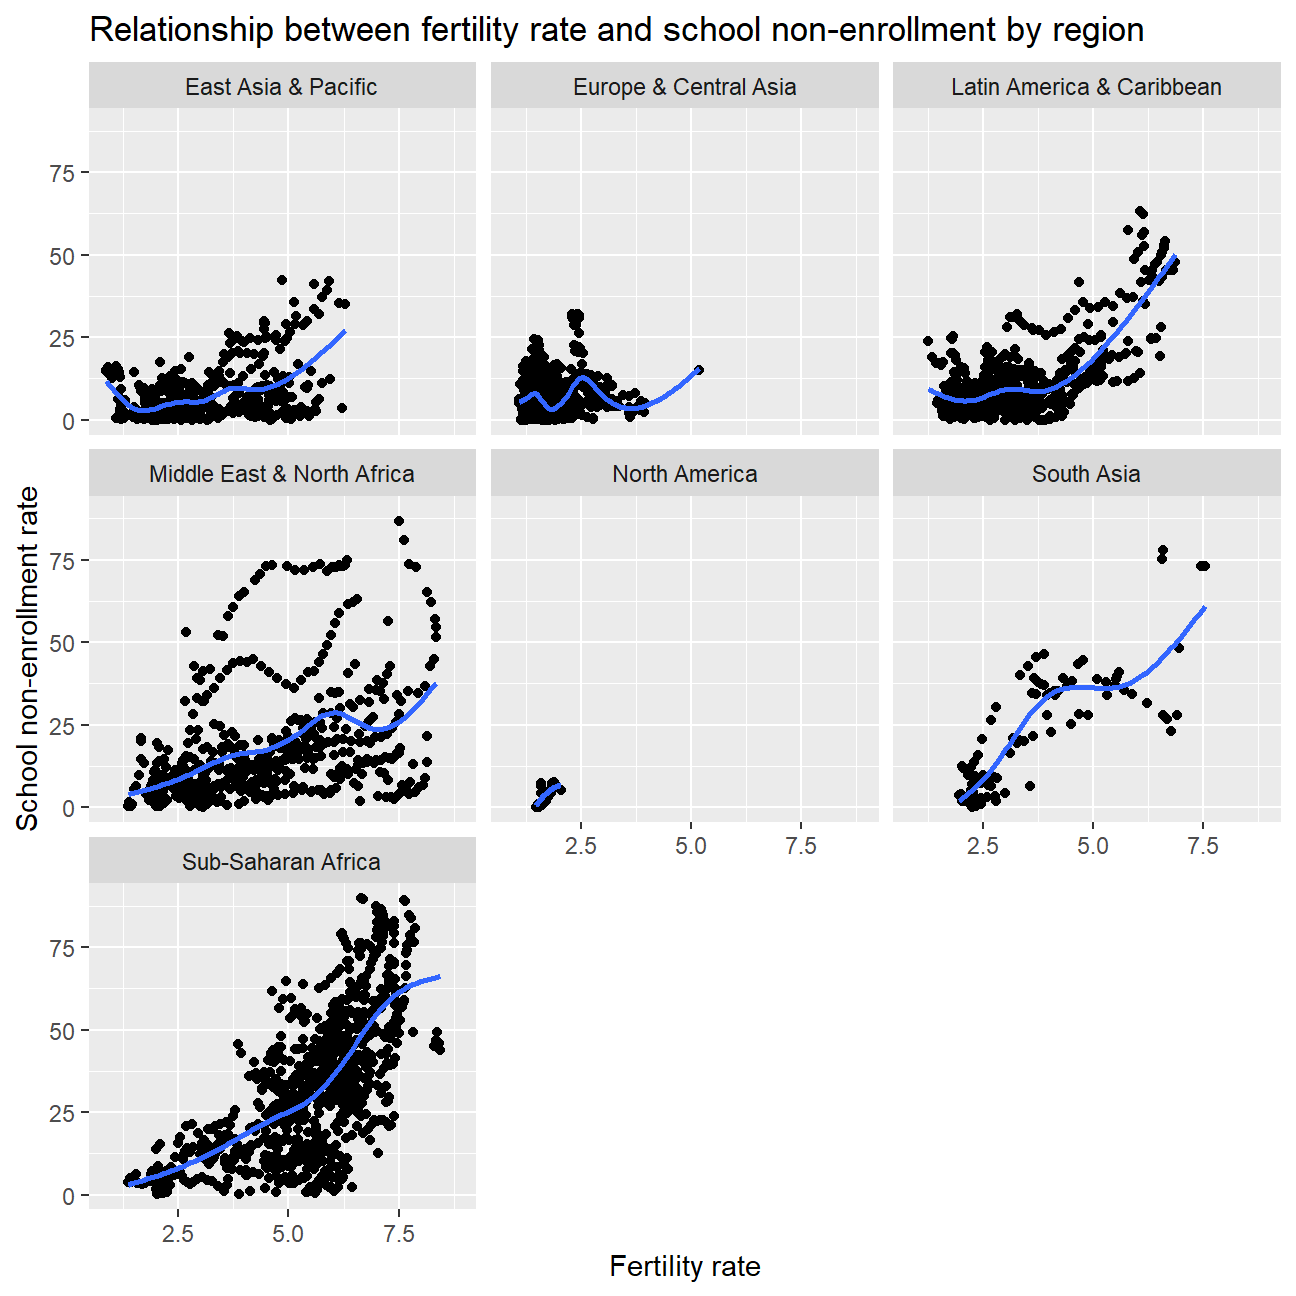 Relationship between fertility rate and school non-enrollment by region
East Asia & Pacific
Europe & Central Asia
Latin America & Caribbean
75
50
25
0
Middle East & North Africa
North America
South Asia
75
50
25
0
2.5 5.0 7.5
2.5 5.0 7.5
Sub-Saharan Africa
75
50
25
0
2.5 5.0 7.5
School non-enrollment rate
Fertility rate